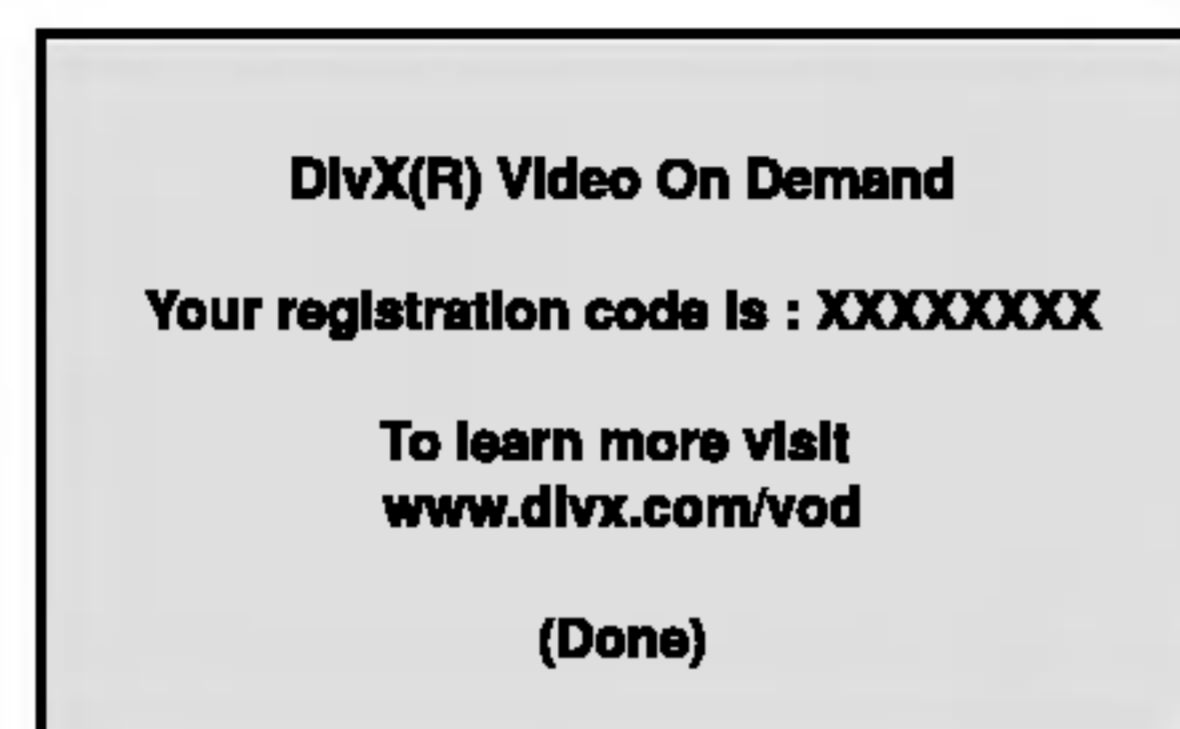 DivX(R) Video On Demand
Your registration code is : XXXXXXXX
To learn more visit
www.divx.com/vod
(Done)